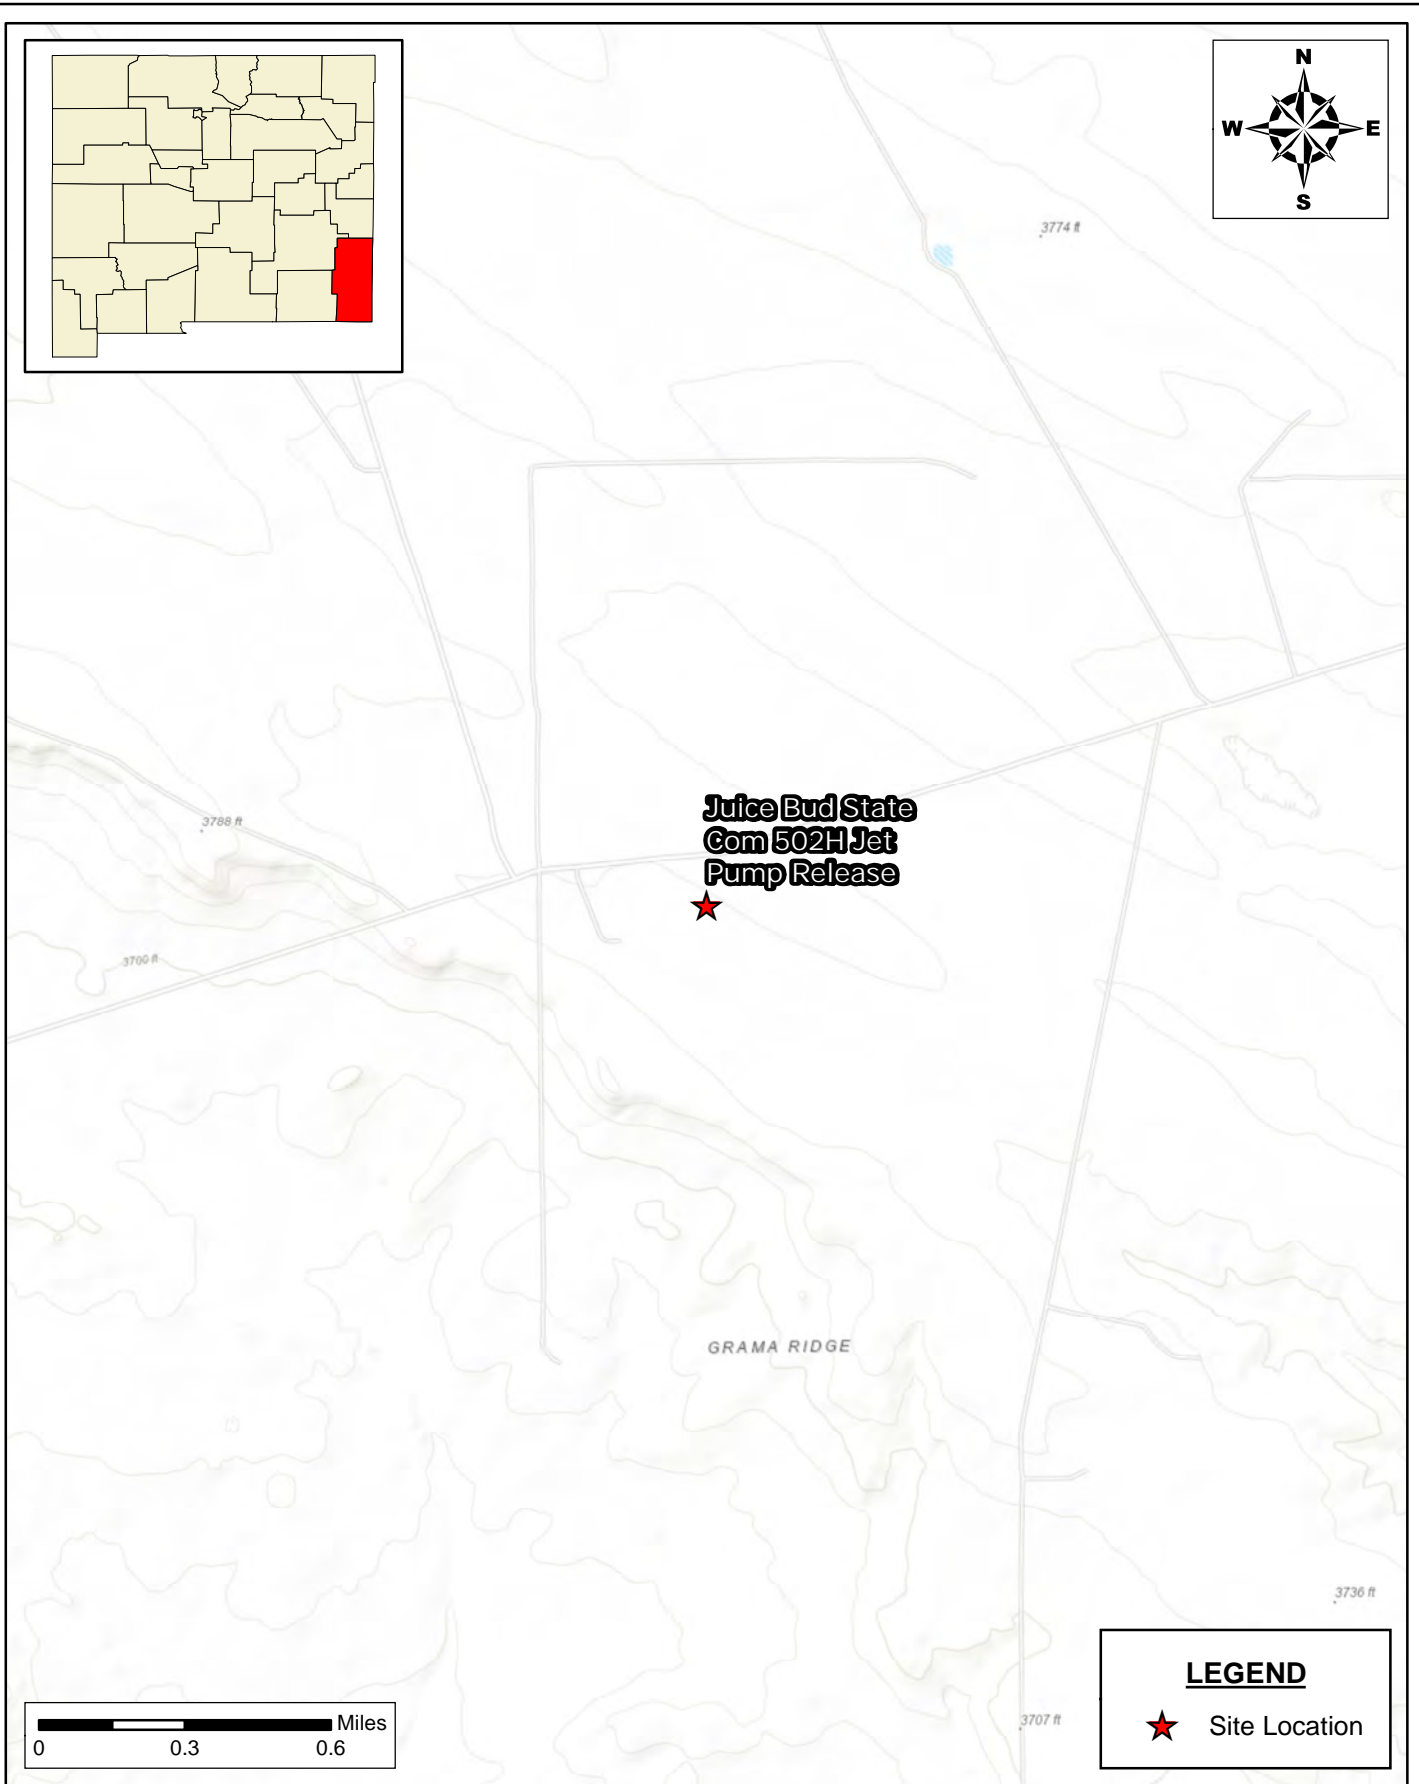 N
W E
S
3774 ft
Juice Bud State
Com 502H Jet
Pump Release
3788 ft
3700 ft
GRAMA RIDGE
3736 ft
3707 ft
LEGEND
Site Location
Miles
0 0.3 0.6